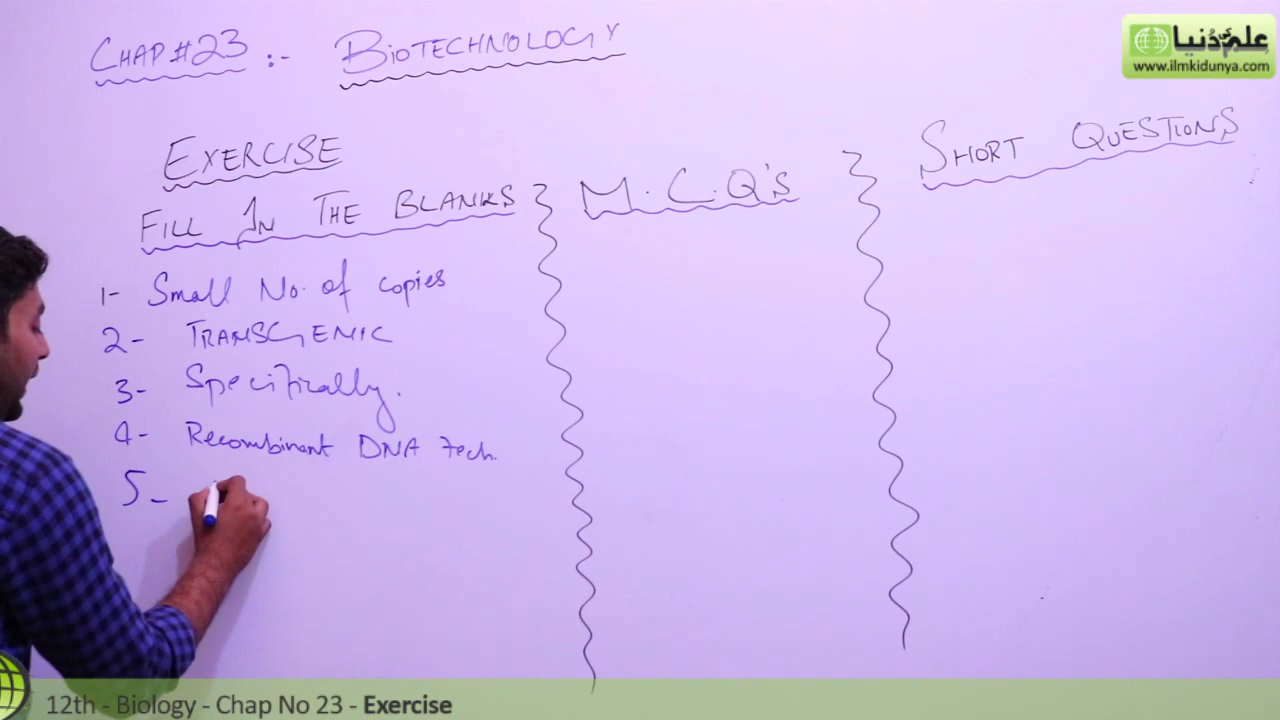 CHAP#23 :- BIOTECHNOLOGY
علم کی دُنیا
www.ilmkidunya.com
EXERCISE
FILL IN THE BLANKS
M.C.Q's
SHORT QUESTIONS
1- Small No. of copies
2- TRANSGENIC
3- Specifically.
4- Recombinant DNA tech.
5-
12th - Biology - Chap No 23 - Exercise